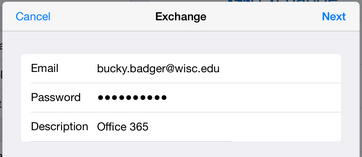 Cancel Exchange Next
Email bucky.badger@wisc.edu
Password ●●●●●●●●●●
Description Office 365